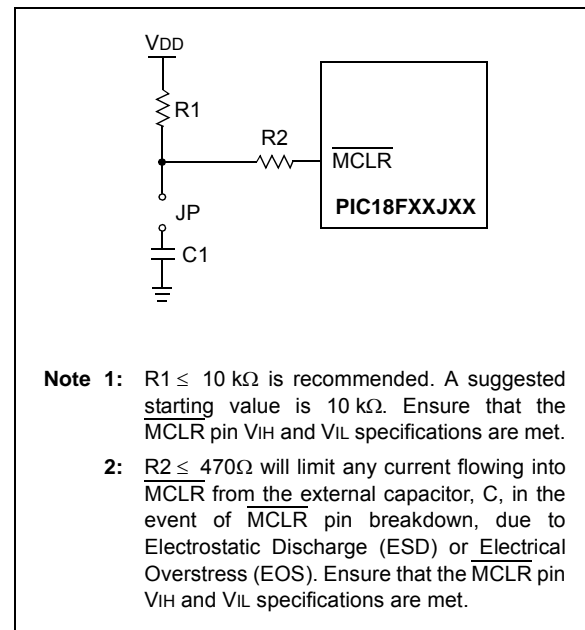 VDD
R1
R2
MCLR
JP
PIC18FXXJXX
C1
Note 1: R1 ≤ 10 kΩ is recommended. A suggested
starting value is 10 kΩ. Ensure that the
MCLR pin VIH and VIL specifications are met.
2: R2 ≤ 470Ω will limit any current flowing into
MCLR from the external capacitor, C, in the
event of MCLR pin breakdown, due to
Electrostatic Discharge (ESD) or Electrical
Overstress (EOS). Ensure that the MCLR pin
VIH and VIL specifications are met.